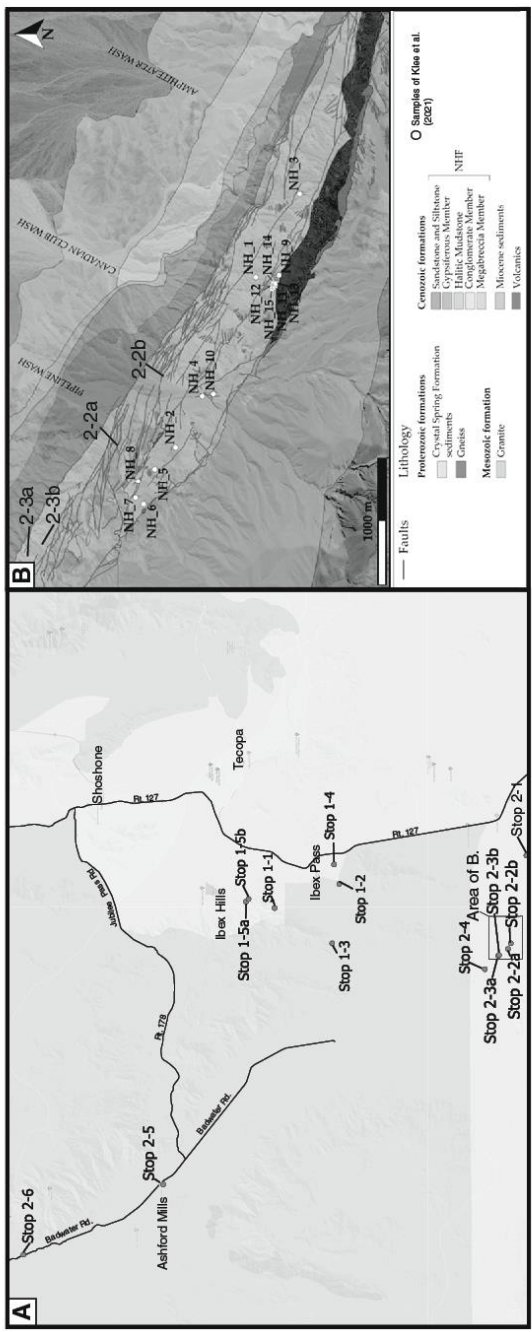 A
Stop 2-6
Badwater Rd.
Stop 2-5
Ashford Mills
Badwater Rd.
Rt. 178
Jubilee Pass Rd.
Shoshone
Rt. 127
Tecopa
Ibex Hills
Stop 1-5a
Stop 1-5b
Stop 1-1
Ibex Pass
Stop 1-4
Stop 1-2
Stop 1-3
Rt. 127
Stop 2-4
Area of B.
Stop 2-3a
Stop 2-3b
Stop 2-2a
Stop 2-2b
Stop 2-1
B
N
2-3a
2-3b
2-2a
2-2b
PIPELINE WASH
CANADIAN CLUB WASH
AMPHITEATER WASH
NH_7
NH_8
NH_6
NH_5
NH_2
NH_4
NH_10
NH_12
NH_1
NH_15
NH_14
NH_9
NH_3
1000 m
Faults
Lithology
Proterozoic formations
Crystal Spring Formation
sediments
Gneiss
Mesozoic formation
Granite
Cenozoic formations
Sandstone and Siltstone
Gypsiferous Member
Halitic Mudstone
Conglomerate Member
Megabreccia Member
NHF
Miocene sediments
Volcanics
Samples of Klee et al.
(2021)